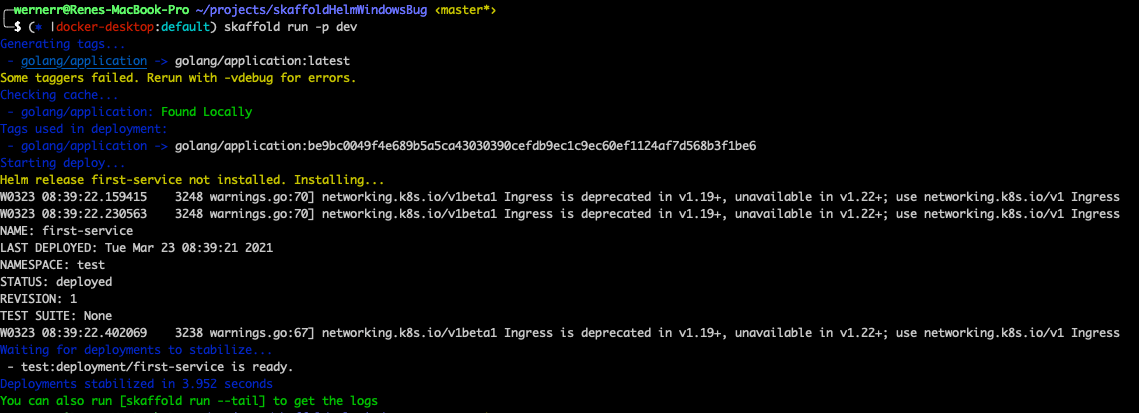 wernerr@Renes-MacBook-Pro ~/projects/skaffoldHelmWindowsBug ‹master*›
$ (⎈ |docker-desktop:default) skaffold run -p dev
Generating tags...
 - golang/application -> golang/application:latest
Some taggers failed. Rerun with -vdebug for errors.
Checking cache...
 - golang/application: Found Locally
Tags used in deployment:
 - golang/application -> golang/application:be9bc0049f4e689b5a5ca43030390cefdb9ec1c9ec60ef1124af7d568b3f1be6
Starting deploy...
Helm release first-service not installed. Installing...
W0323 08:39:22.159415    3248 warnings.go:70] networking.k8s.io/v1beta1 Ingress is deprecated in v1.19+, unavailable in v1.22+; use networking.k8s.io/v1 Ingress
W0323 08:39:22.230563    3248 warnings.go:70] networking.k8s.io/v1beta1 Ingress is deprecated in v1.19+, unavailable in v1.22+; use networking.k8s.io/v1 Ingress
NAME: first-service
LAST DEPLOYED: Tue Mar 23 08:39:21 2021
NAMESPACE: test
STATUS: deployed
REVISION: 1
TEST SUITE: None
W0323 08:39:22.402069    3238 warnings.go:67] networking.k8s.io/v1beta1 Ingress is deprecated in v1.19+, unavailable in v1.22+; use networking.k8s.io/v1 Ingress
Waiting for deployments to stabilize...
 - test:deployment/first-service is ready.
Deployments stabilized in 3.952 seconds
You can also run [skaffold run --tail] to get the logs